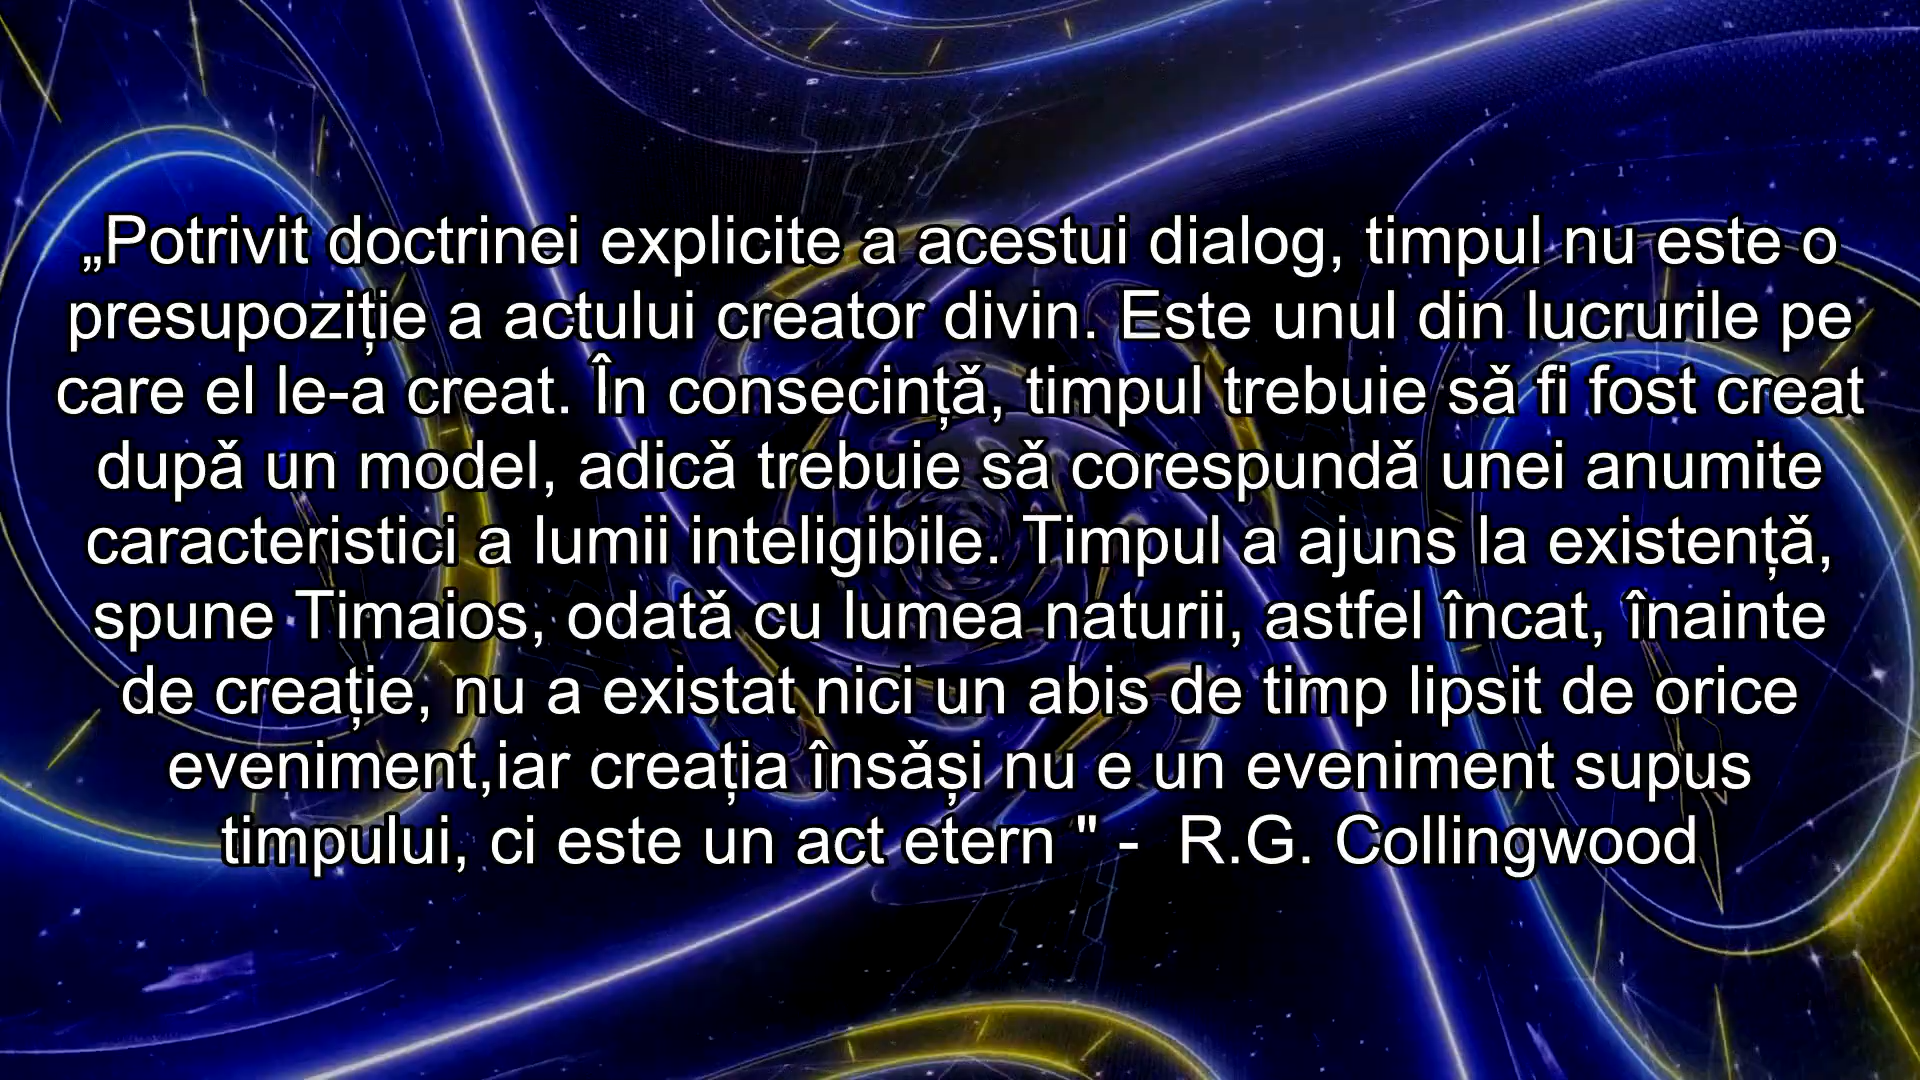 „Potrivit doctrinei explicite a acestui dialog, timpul nu este o
presupoziție a actului creator divin. Este unul din lucrurile pe
care el le-a creat. În consecință, timpul trebuie să fi fost creat
după un model, adică trebuie să corespundă unei anumite
caracteristici a lumii inteligibile. Timpul a ajuns la existență,
spune Timaios, odată cu lumea naturii, astfel încat, înainte
de creație, nu a existat nici un abis de timp lipsit de orice
eveniment,iar creația însăși nu e un eveniment supus
timpului, ci este un act etern " -  R.G. Collingwood